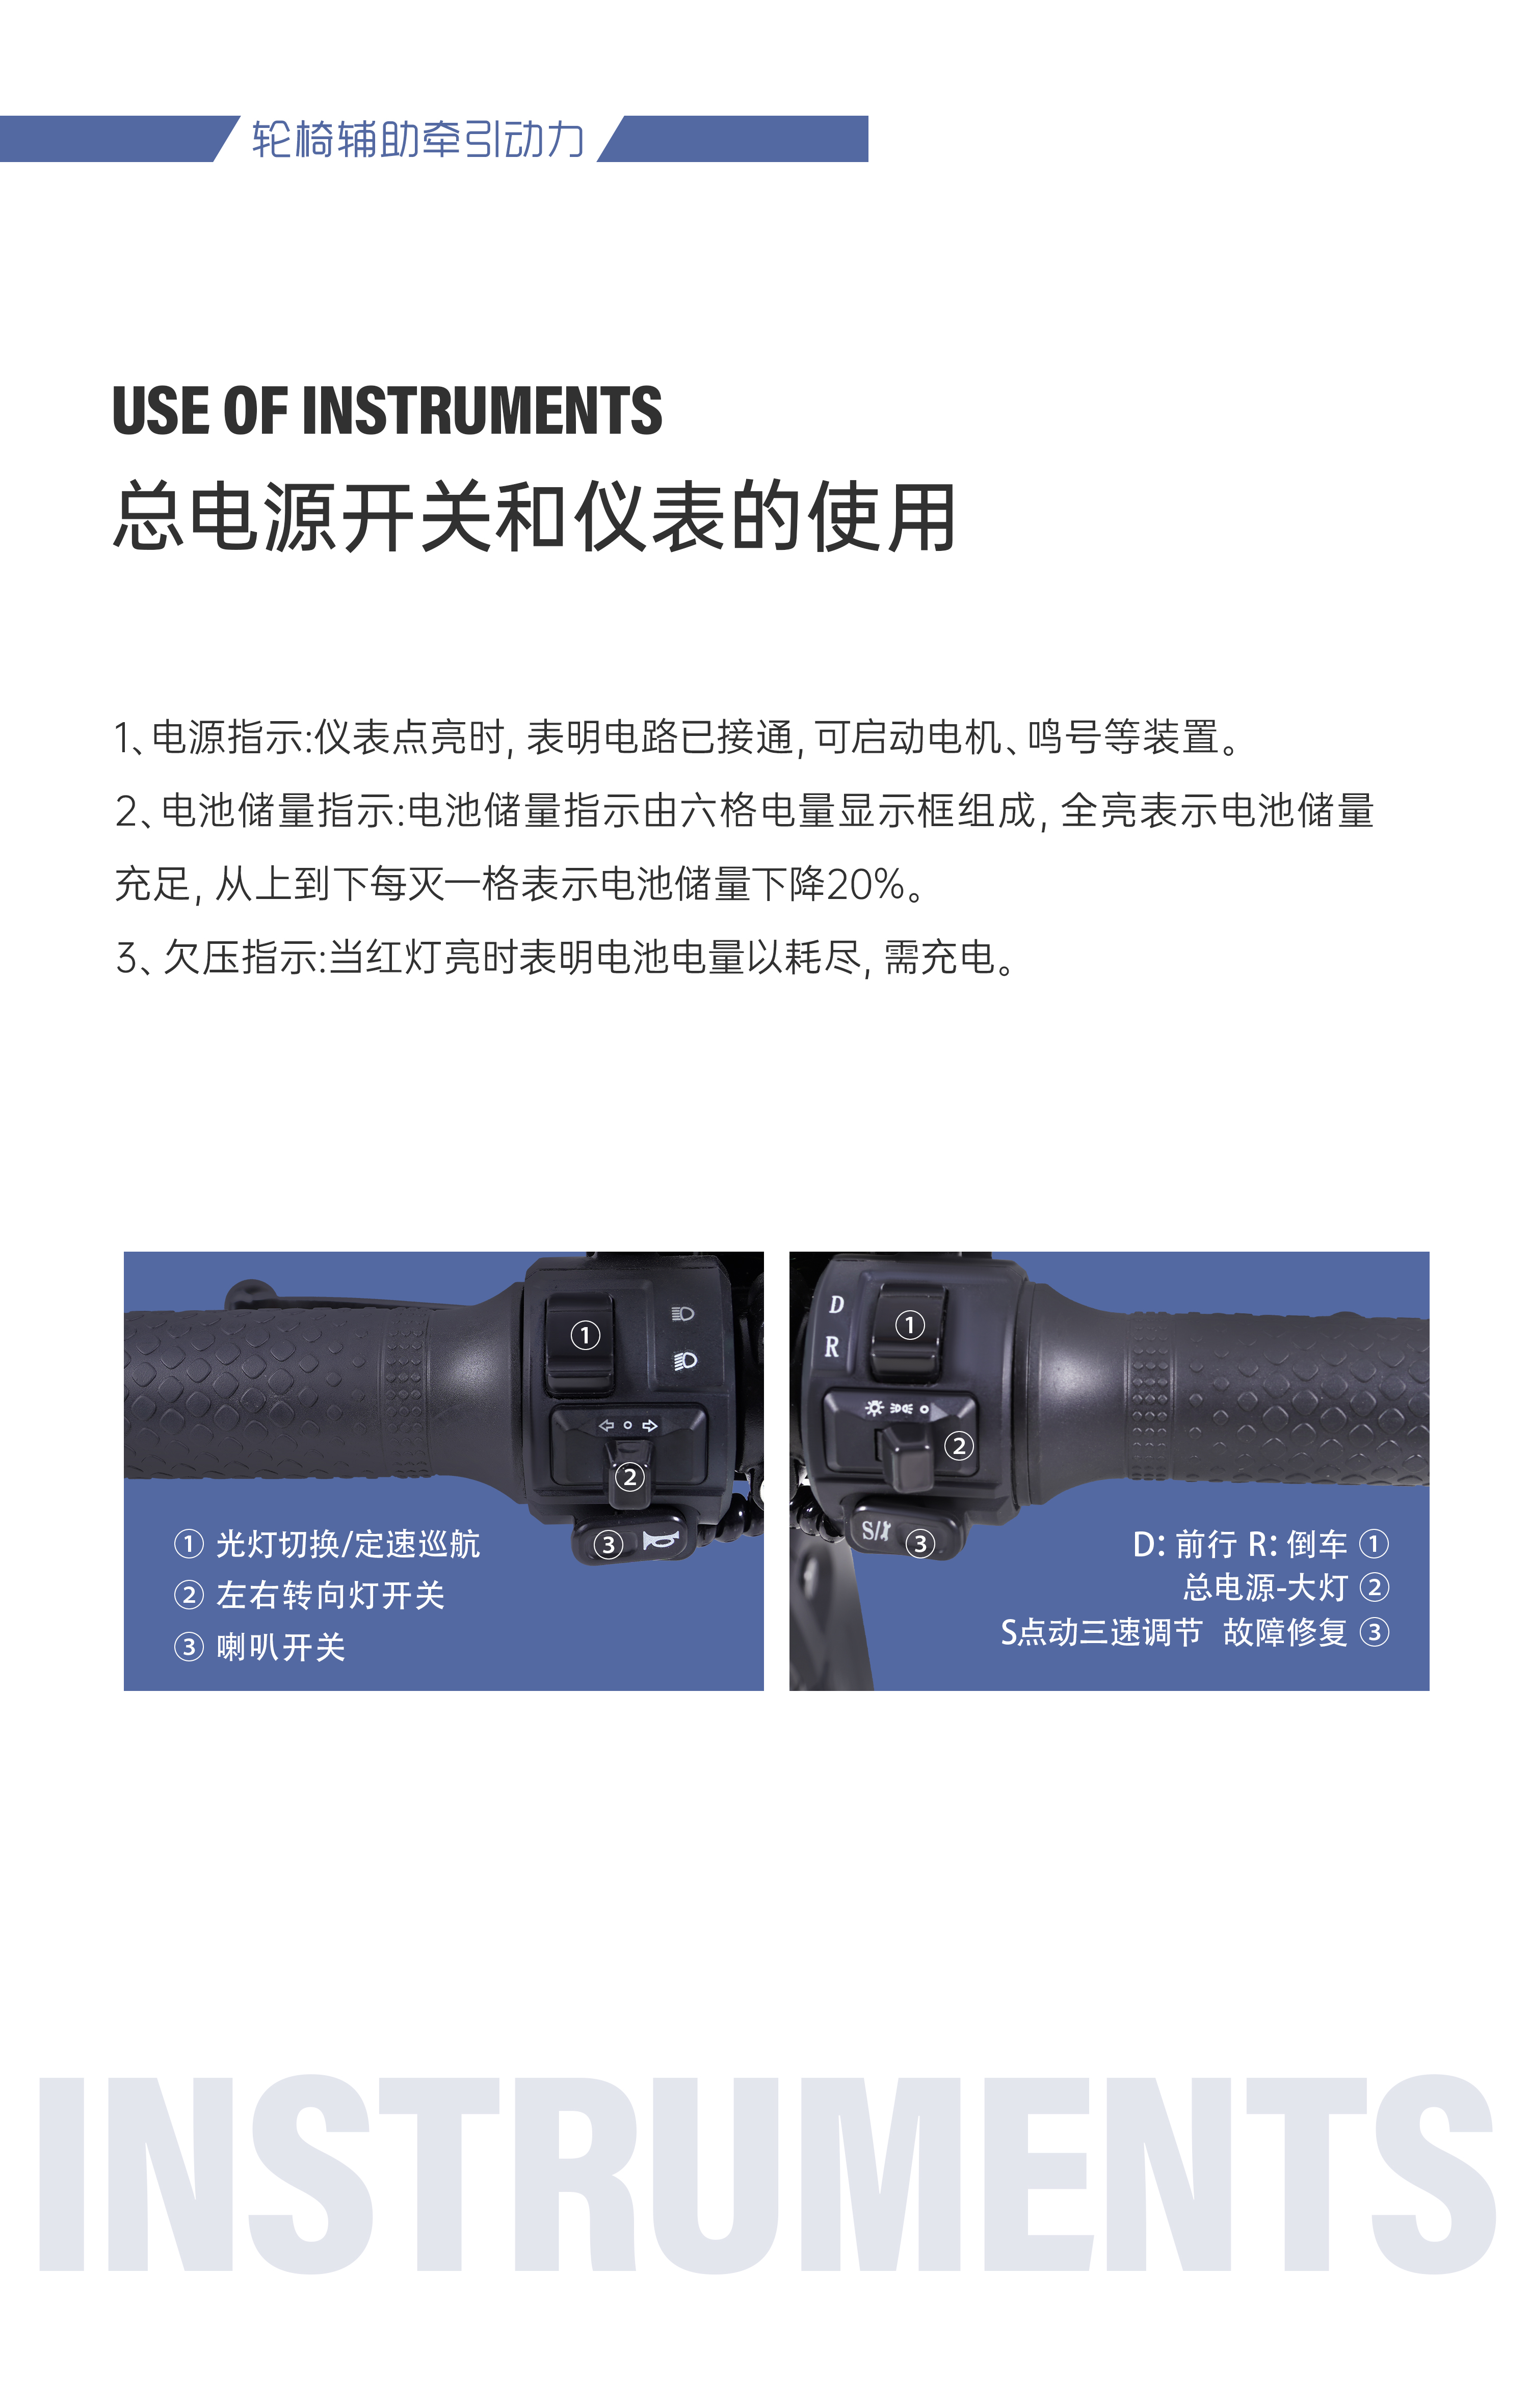 轮椅辅助牵引动力
USE OF INSTRUMENTS
总电源开关和仪表的使用
1、电源指示:仪表点亮时, 表明电路已接通, 可启动电机、鸣号等装置。
2、电池储量指示:电池储量指示由六格电量显示框组成, 全亮表示电池储量
充足, 从上到下每灭一格表示电池储量下降20%。
3、欠压指示:当红灯亮时表明电池电量以耗尽, 需充电。
①
②
③
① 光灯切换/定速巡航
② 左右转向灯开关
③ 喇叭开关
D
R
①
②
S/
③
D: 前行 R: 倒车 ①
总电源-大灯 ②
S点动三速调节 故障修复 ③
INSTRUMENTS